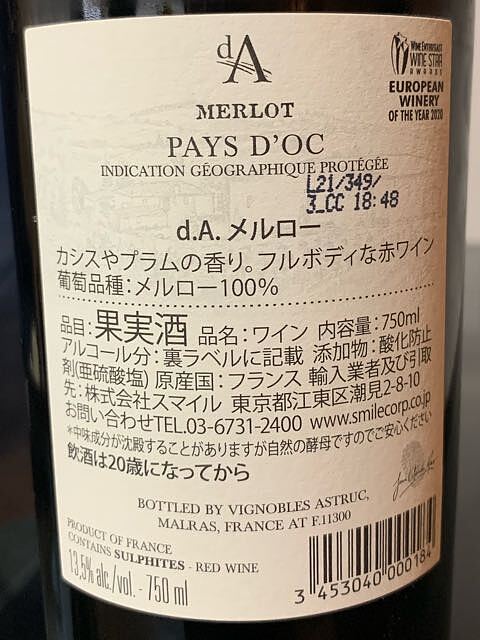 dA
WINE ENTHUSIAST
WINE STAR
AWARDS
EUROPEAN
WINERY
OF THE YEAR 2020
MERLOT
PAYS D'OC
INDICATION GÉOGRAPHIQUE PROTÉGÉE
L21/349/
3_CC 18:48
d.A. メルロー
カシスやプラムの香り。フルボディな赤ワイン
葡萄品種：メルロー100%
品目：果実酒 品名：ワイン 内容量：750ml
アルコール分：裏ラベルに記載 添加物：酸化防止
剤(亜硫酸塩) 原産国：フランス 輸入業者及び引取
先：株式会社スマイル 東京都江東区潮見2-8-10
お問い合わせTEL.03-6731-2400 www.smilecorp.co.jp
*中味成分が沈殿することがありますが自然の酵母ですのでご安心ください
飲酒は20歳になってから
BOTTLED BY VIGNOBLES ASTRUC,
MALRAS, FRANCE AT F.11300
PRODUCT OF FRANCE
CONTAINS SULPHITES - RED WINE
13,5% alc./vol. - 750 ml
3 453040 000184